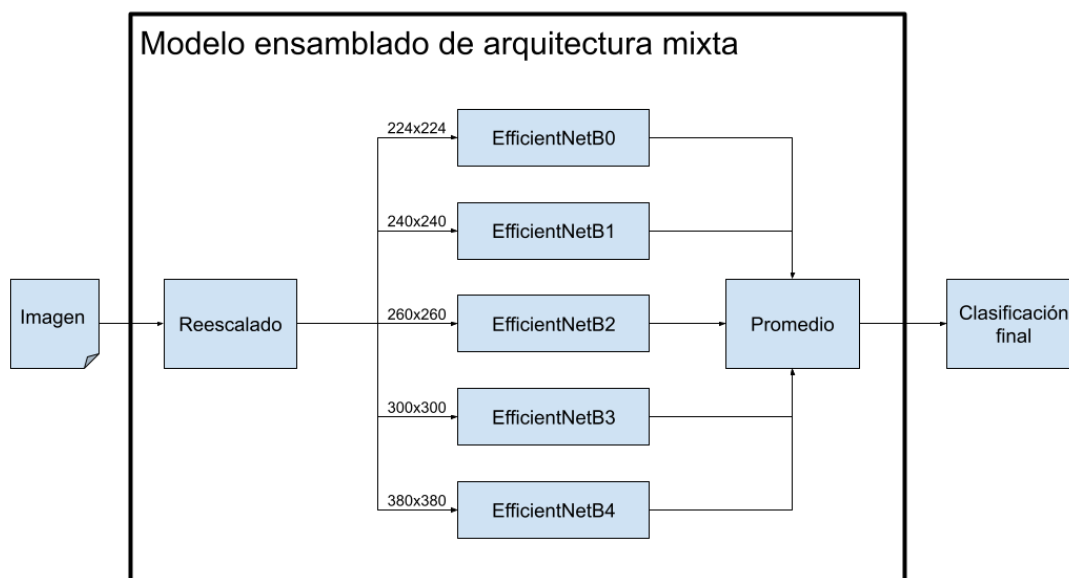 Modelo ensamblado de arquitectura mixta
224x224
EfficientNetB0
240x240
EfficientNetB1
Imagen
Reescalado
260x260
EfficientNetB2
Promedio
Clasificación
final
300x300
EfficientNetB3
380x380
EfficientNetB4